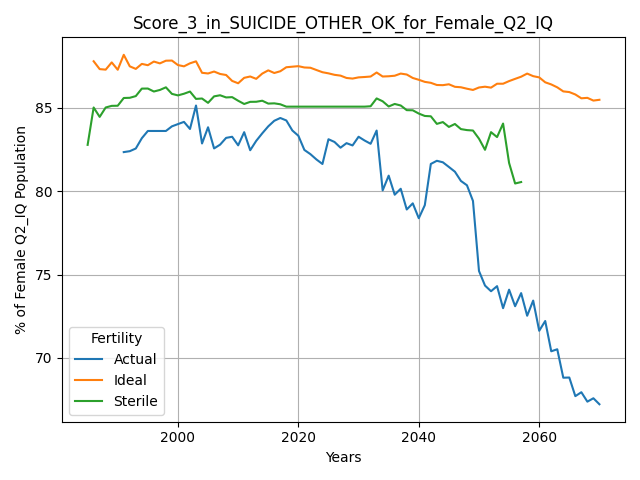 Score_3_in_SUICIDE_OTHER_OK_for_Female_Q2_IQ
% of Female Q2_IQ Population
85
80
75
70
Fertility
Actual
Ideal
Sterile
2000
2020
2040
2060
Years